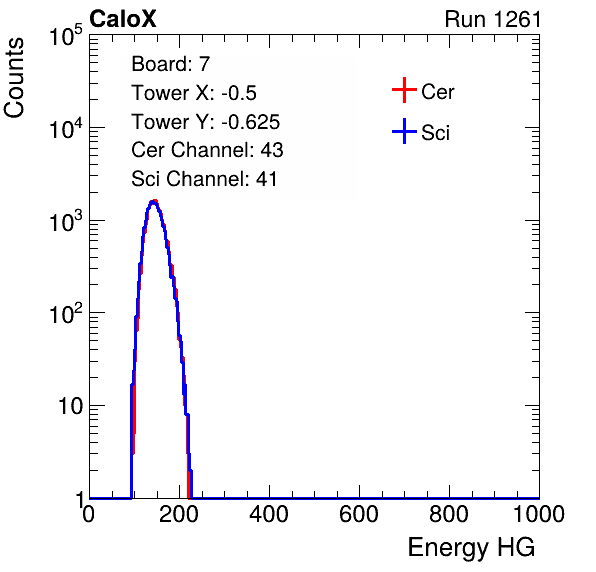 CaloX
Run 1261
Counts
10^5
10^4
10^3
10^2
10
1
Board: 7
Tower X: -0.5
Tower Y: -0.625
Cer Channel: 43
Sci Channel: 41
Cer
Sci
0 200 400 600 800 1000
Energy HG